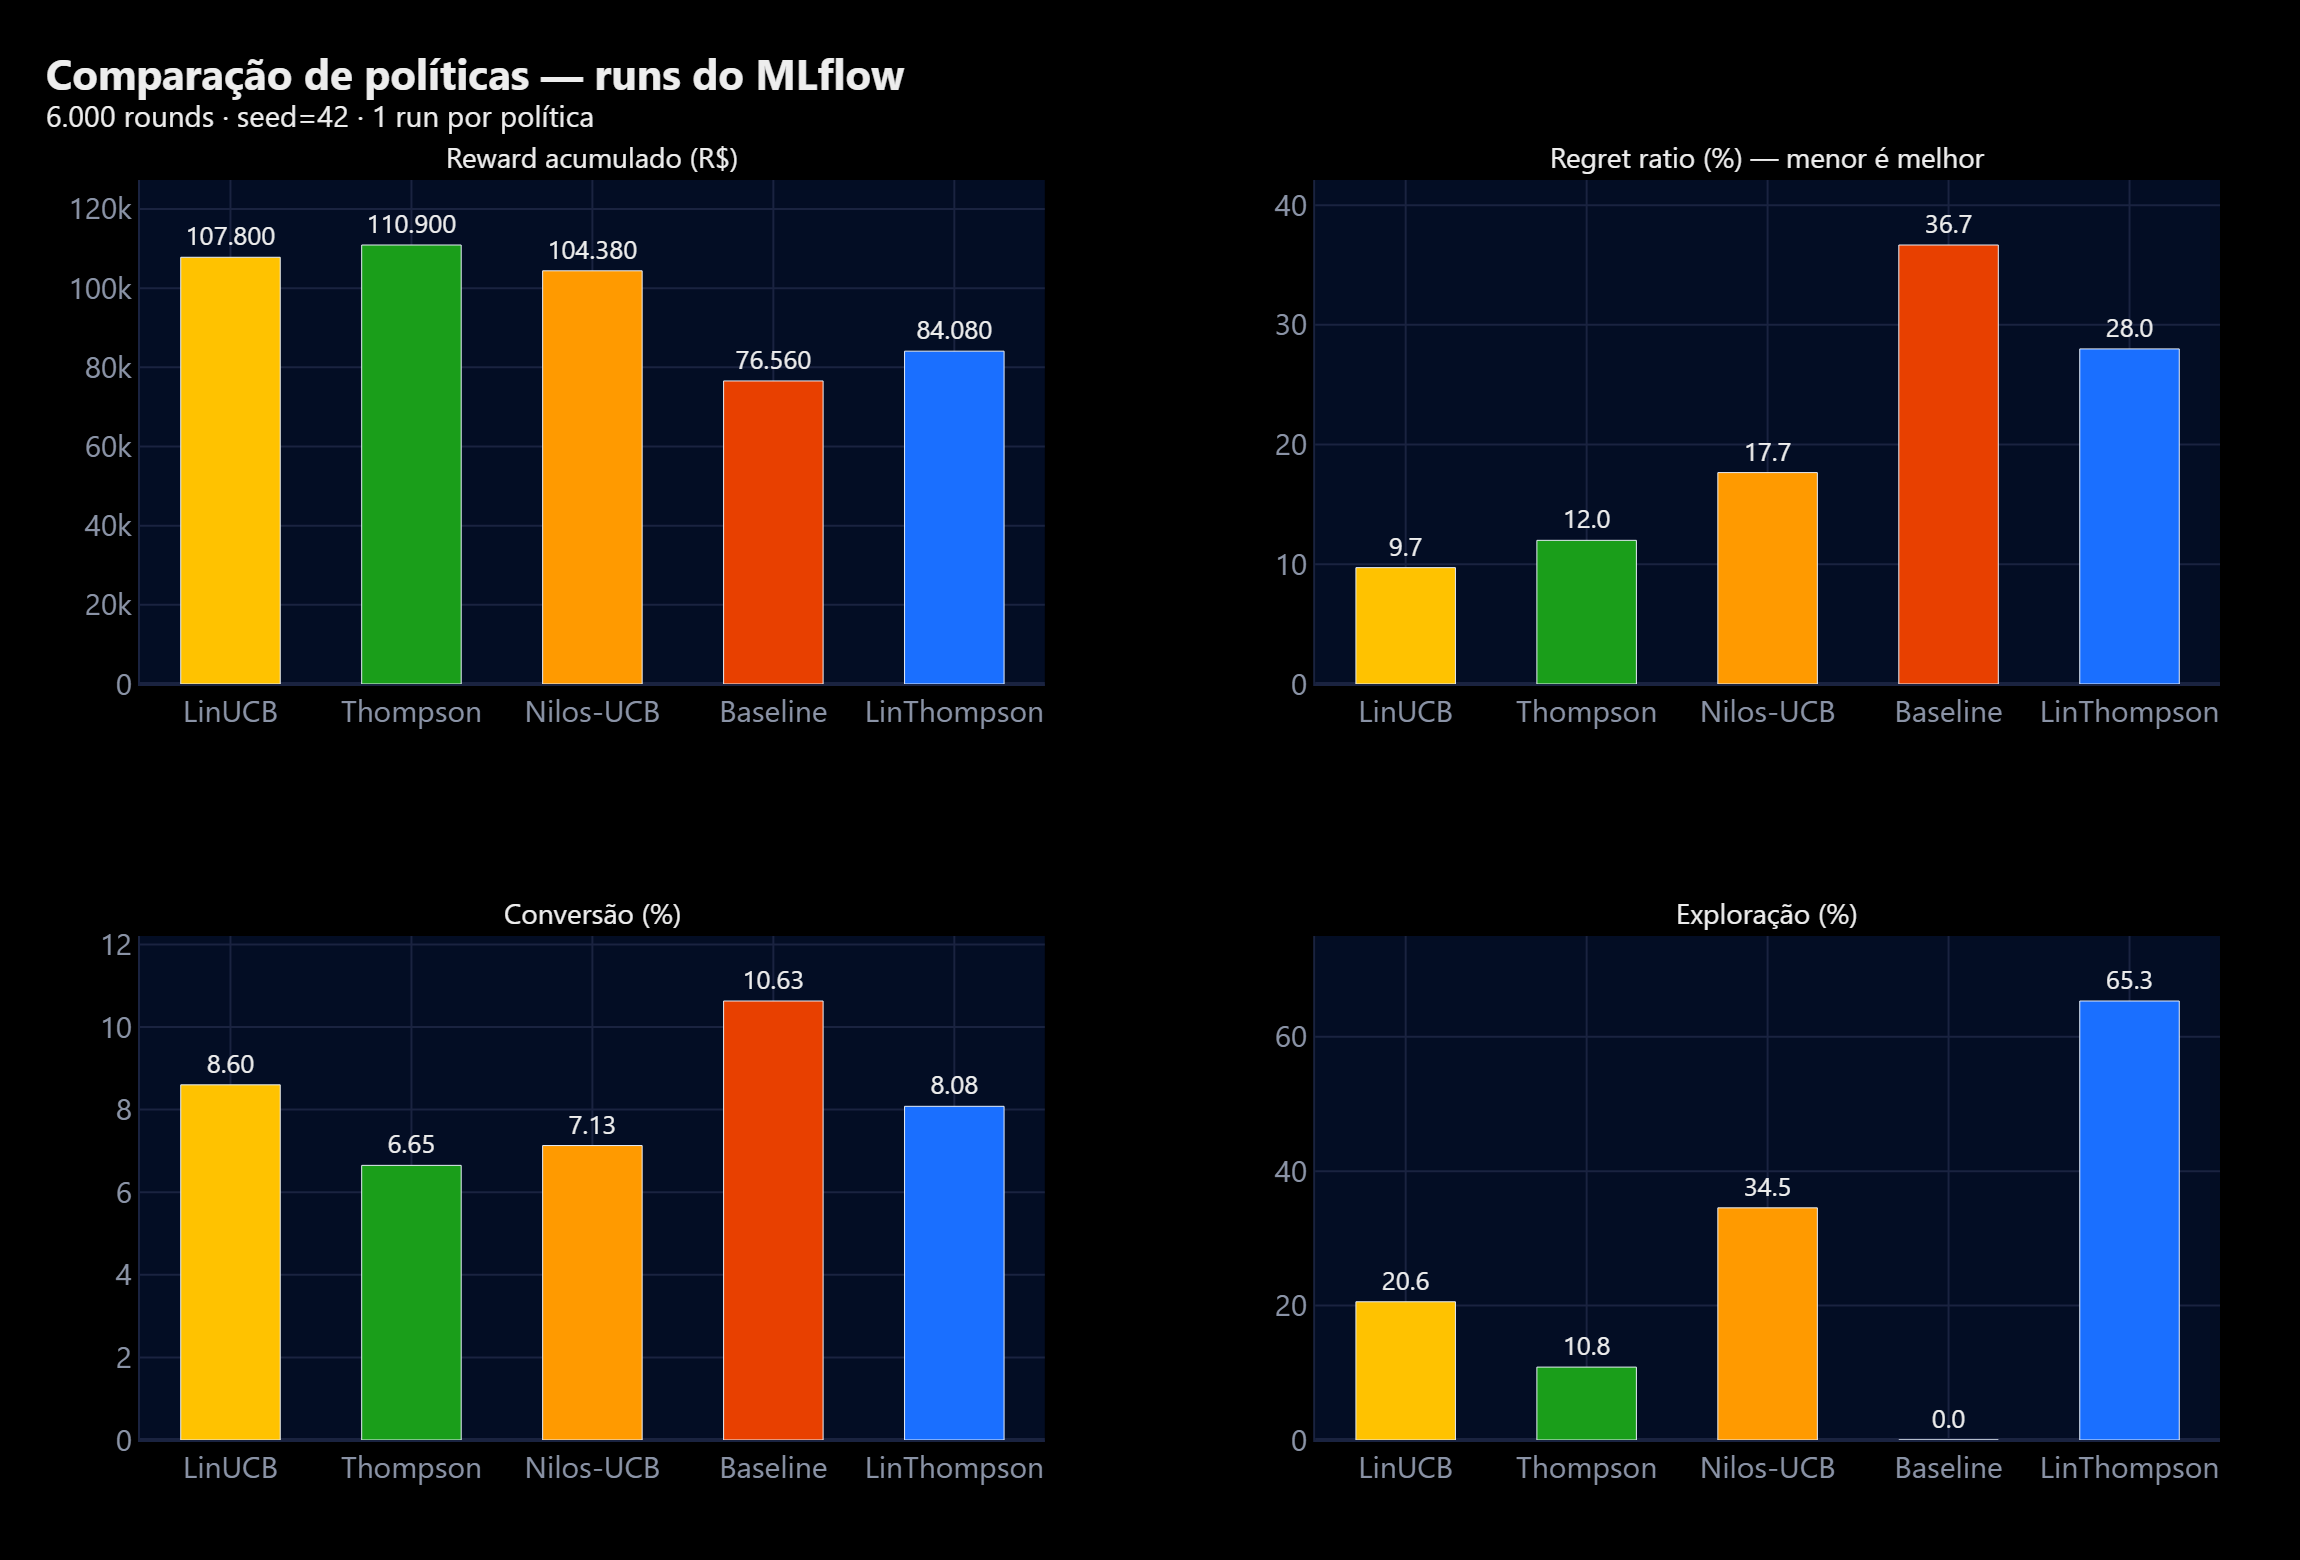 Comparação de políticas — runs do MLflow
6.000 rounds · seed=42 · 1 run por política
Reward acumulado (R$)
120k
100k
80k
60k
40k
20k
0
107.800
110.900
104.380
76.560
84.080
LinUCB
Thompson
Nilos-UCB
Baseline
LinThompson
Regret ratio (%) — menor é melhor
40
30
20
10
0
9.7
12.0
17.7
36.7
28.0
LinUCB
Thompson
Nilos-UCB
Baseline
LinThompson
Conversão (%)
12
10
8
6
4
2
0
8.60
6.65
7.13
10.63
8.08
LinUCB
Thompson
Nilos-UCB
Baseline
LinThompson
Exploração (%)
60
40
20
0
20.6
10.8
34.5
0.0
65.3
LinUCB
Thompson
Nilos-UCB
Baseline
LinThompson